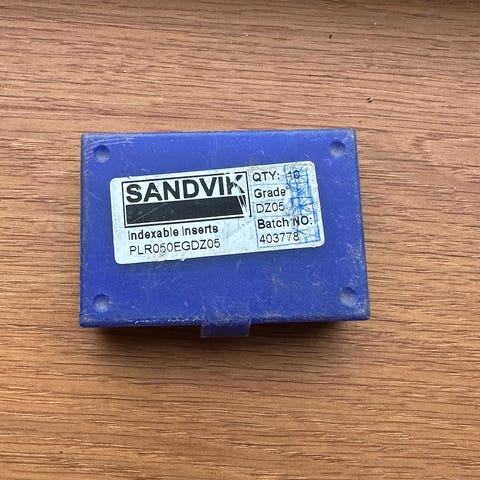 SANDVIK
Indexable Inserts
PLR050EGDZ05
QTY: 10
Grade
DZ05
Batch NO:
403778